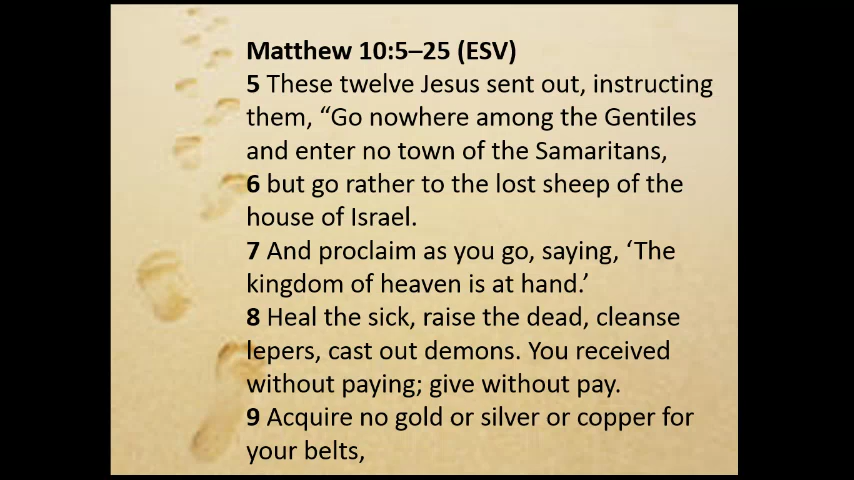 Matthew 10:5–25 (ESV)
5 These twelve Jesus sent out, instructing
them, “Go nowhere among the Gentiles
and enter no town of the Samaritans,
6 but go rather to the lost sheep of the
house of Israel.
7 And proclaim as you go, saying, ‘The
kingdom of heaven is at hand.’
8 Heal the sick, raise the dead, cleanse
lepers, cast out demons. You received
without paying; give without pay.
9 Acquire no gold or silver or copper for
your belts,